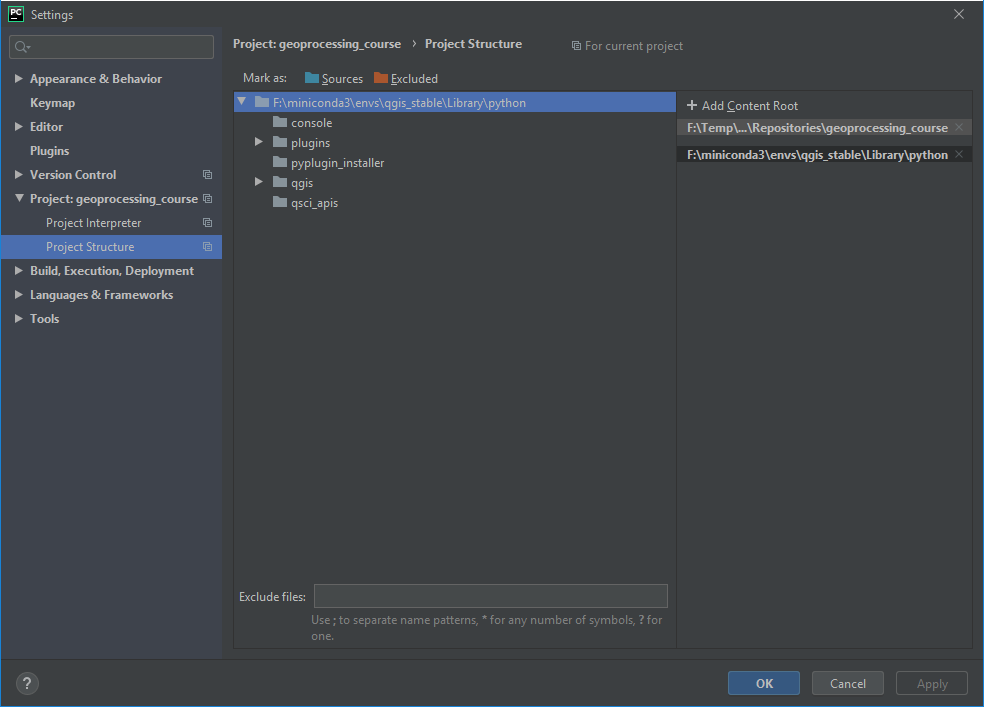 PC Settings
Project: geoprocessing_course › Project Structure For current project
Mark as: Sources Excluded
Appearance & Behavior
Keymap
Editor
Plugins
Version Control
Project: geoprocessing_course
Project Interpreter
Project Structure
Build, Execution, Deployment
Languages & Frameworks
Tools
F:\miniconda3\envs\qgis_stable\Library\python
console
plugins
pyplugin_installer
qgis
qsci_apis
+ Add Content Root
F:\Temp\...\Repositories\geoprocessing_course
F:\miniconda3\envs\qgis_stable\Library\python
Exclude files:
Use ; to separate name patterns, * for any number of symbols, ? for
one.
?
OK Cancel Apply